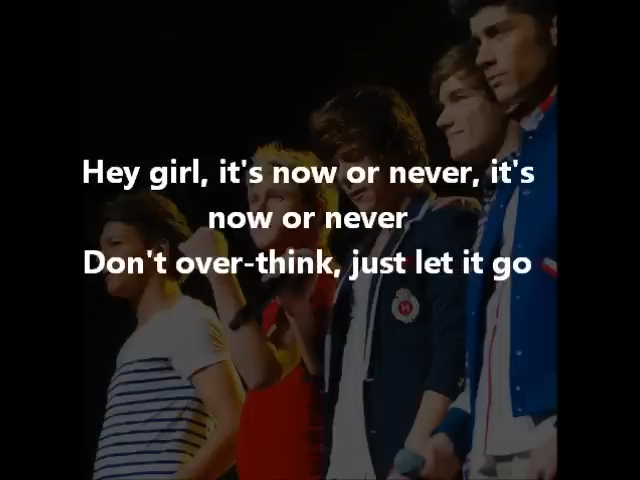 Hey girl, it's now or never, it's
now or never
Don't over-think, just let it go